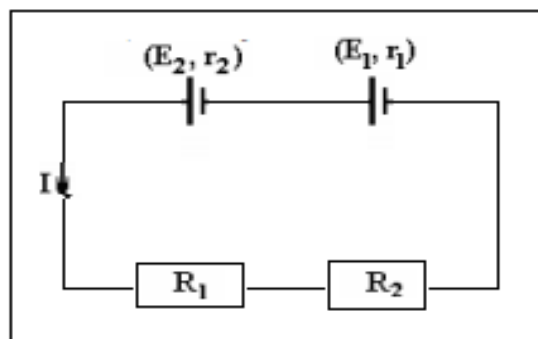 (E₂, r₂) (E₁, r₁)
I
R₁ R₂